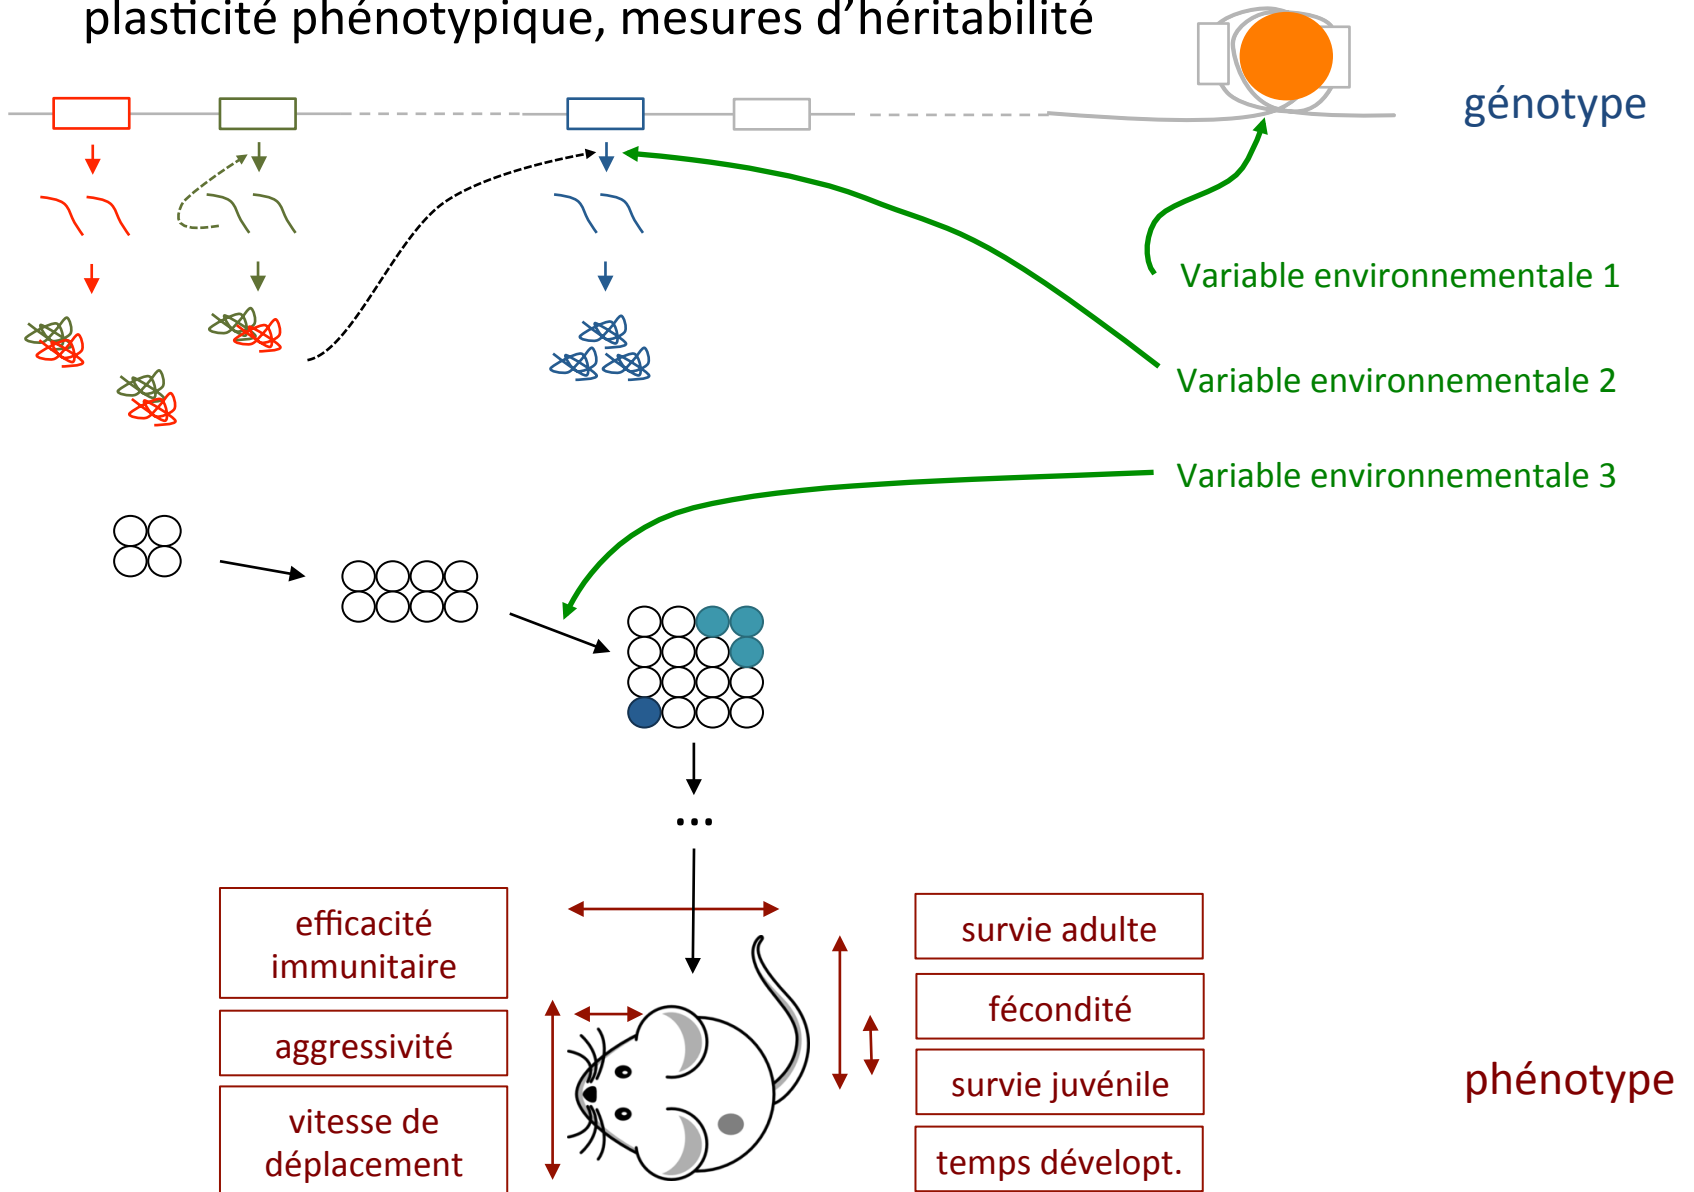 plasticité phénotypique, mesures d’héritabilité
génotype
Variable environnementale 1
Variable environnementale 2
Variable environnementale 3
...
efficacité
immunitaire
aggressivité
vitesse de
déplacement
survie adulte
fécondité
survie juvénile
temps dévelopt.
phénotype